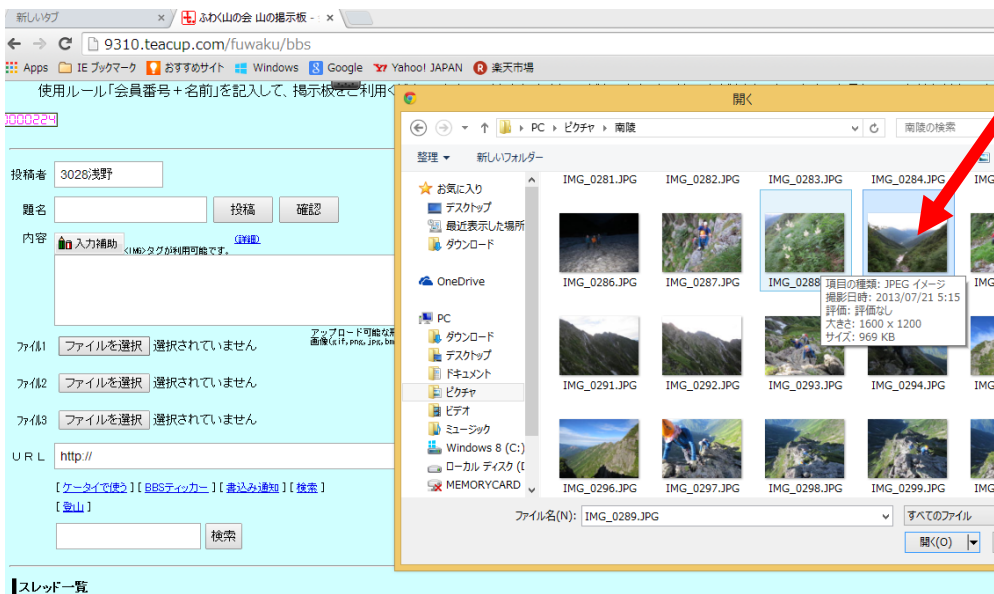 新しいタブ
ふわく山の会 山の掲示板 -
9310.teacup.com/fuwaku/bbs
Apps IE ブックマーク おすすめサイト Windows Google Yahoo! JAPAN 楽天市場
使用ルール「会員番号+名前」を記入して、掲示板をご利用く
0000224
投稿者 3028浅野
題名 投稿 確認
内容 入力補助 <IMG>タグが利用可能です。 (詳細)
アップロード可能な形
画像(gif,png,jpg,bm
ファイル1 ファイルを選択 選択されていません
ファイル2 ファイルを選択 選択されていません
ファイル3 ファイルを選択 選択されていません
URL http://
[ ケータイで使う ] [ BBSティッカー ] [ 書込み通知 ] [ 検索 ]
[ 登山 ]
検索
スレッド一覧
開く
PC ピクチャ 南陵
南陵の検索
整理 新しいフォルダー
お気に入り
デスクトップ
最近表示した場所
ダウンロード
OneDrive
PC
ダウンロード
デスクトップ
ドキュメント
ピクチャ
ビデオ
ミュージック
Windows 8 (C:)
ローカル ディスク (D
MEMORYCARD
IMG_0281.JPG IMG_0282.JPG IMG_0283.JPG IMG_0284.JPG IMG
IMG_0286.JPG IMG_0287.JPG IMG_0288 IMG
項目の種類: JPEG イメージ
撮影日時: 2013/07/21 5:15
評価: 評価なし
大きさ: 1600 x 1200
サイズ: 969 KB
IMG_0291.JPG IMG_0292.JPG IMG_0293.JPG IMG_0294.JPG IMG
IMG_0296.JPG IMG_0297.JPG IMG_0298.JPG IMG_0299.JPG IMG
ファイル名(N): IMG_0289.JPG
すべてのファイル
開く(O)